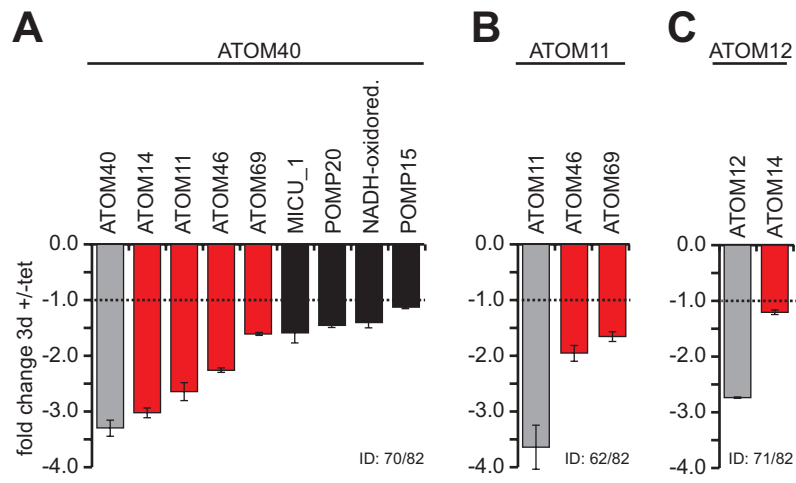 A
B
C
ATOM40
ATOM11
ATOM12
ATOM40
ATOM14
ATOM11
ATOM46
ATOM69
MICU_1
POMP20
NADH-oxidored.
POMP15
ATOM11
ATOM46
ATOM69
ATOM12
ATOM14
fold change 3d +/-tet
0.0
-1.0
-2.0
-3.0
-4.0
ID: 70/82
0.0
-1.0
-2.0
-3.0
-4.0
ID: 62/82
0.0
-1.0
-2.0
-3.0
-4.0
ID: 71/82